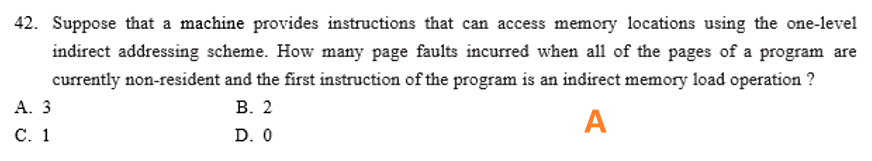 42. Suppose that a machine provides instructions that can access memory locations using the one-level
indirect addressing scheme. How many page faults incurred when all of the pages of a program are
currently non-resident and the first instruction of the program is an indirect memory load operation ?
A. 3 B. 2
C. 1 D. 0
A